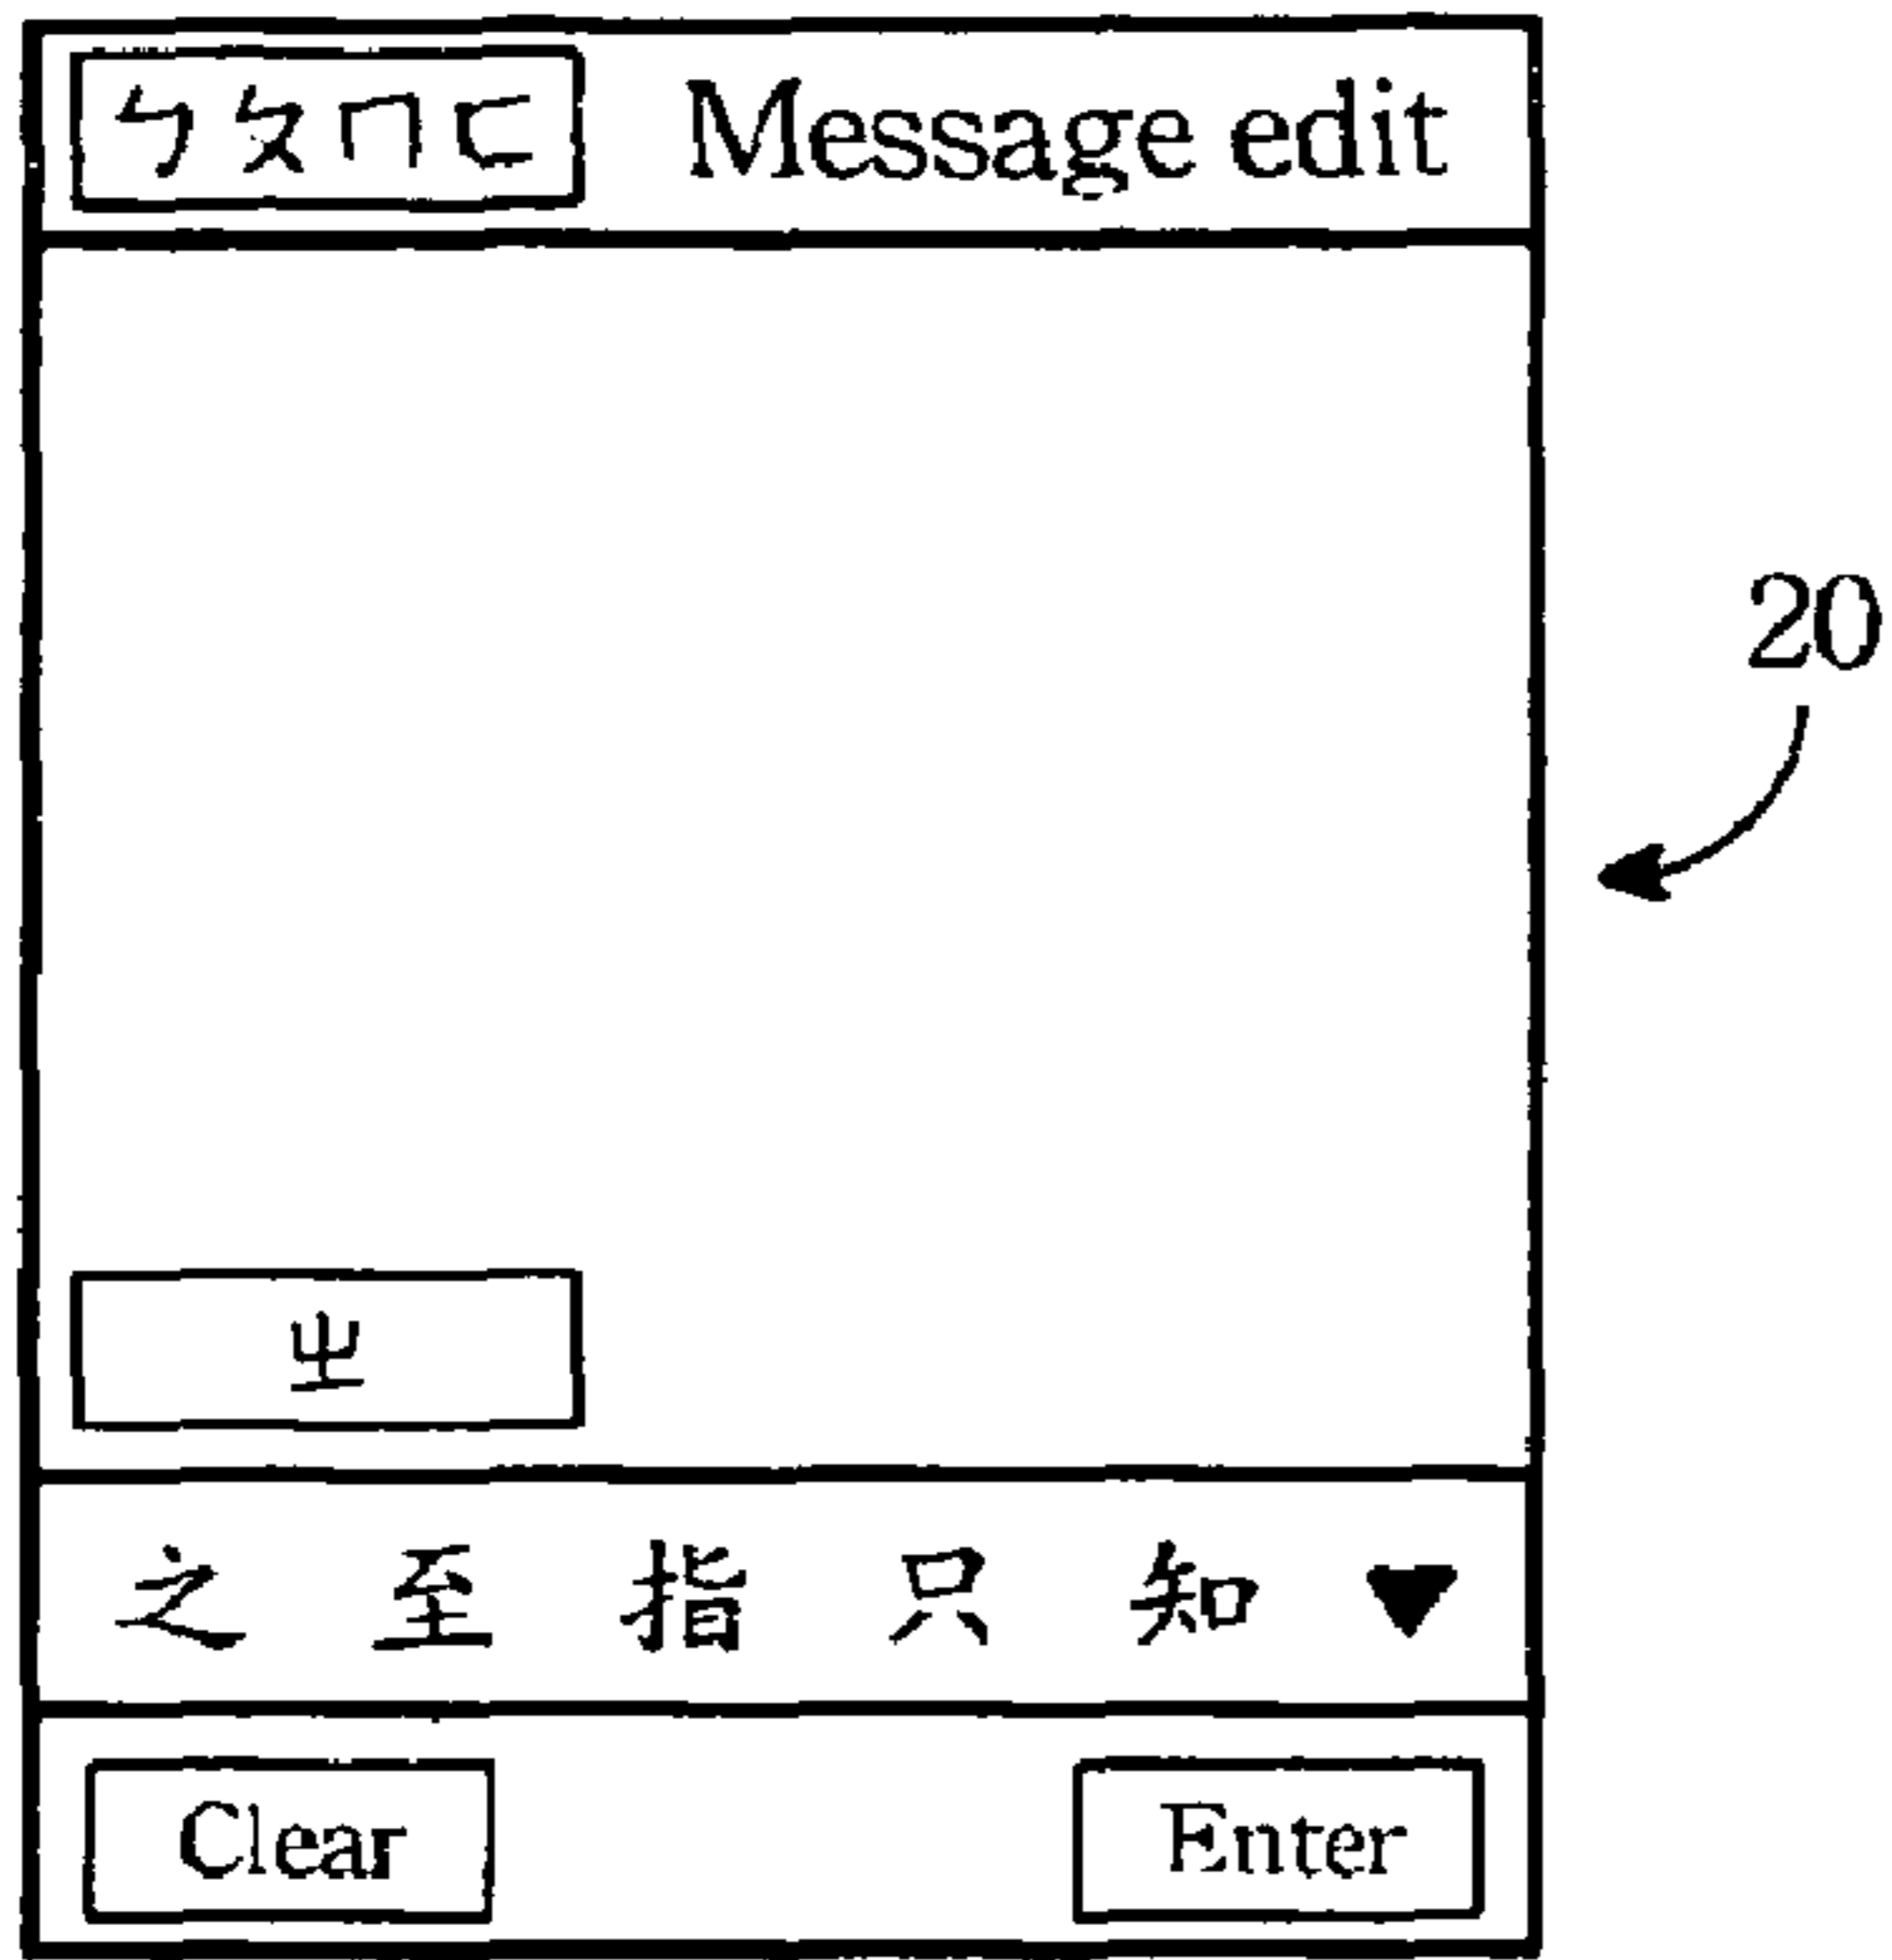 ㄅㄆㄇㄈ Message edit
20
ㄓ
之 至 指 只 知 ▼
Clear Enter